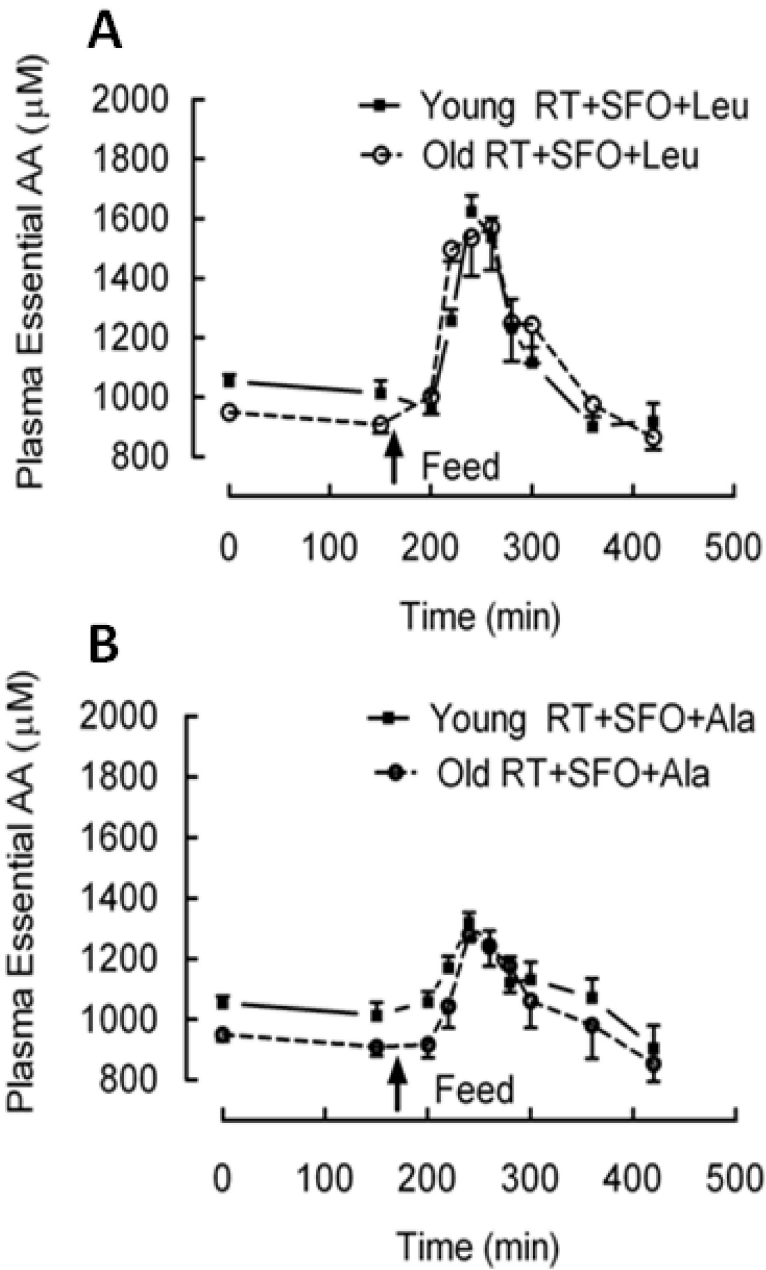 A
Plasma Essential AA (μM)
2000
1800
1600
1400
1200
1000
800
Young RT+SFO+Leu
Old RT+SFO+Leu
Feed
0 100 200 300 400 500
Time (min)
B
Plasma Essential AA (μM)
2000
1800
1600
1400
1200
1000
800
Young RT+SFO+Ala
Old RT+SFO+Ala
Feed
0 100 200 300 400 500
Time (min)